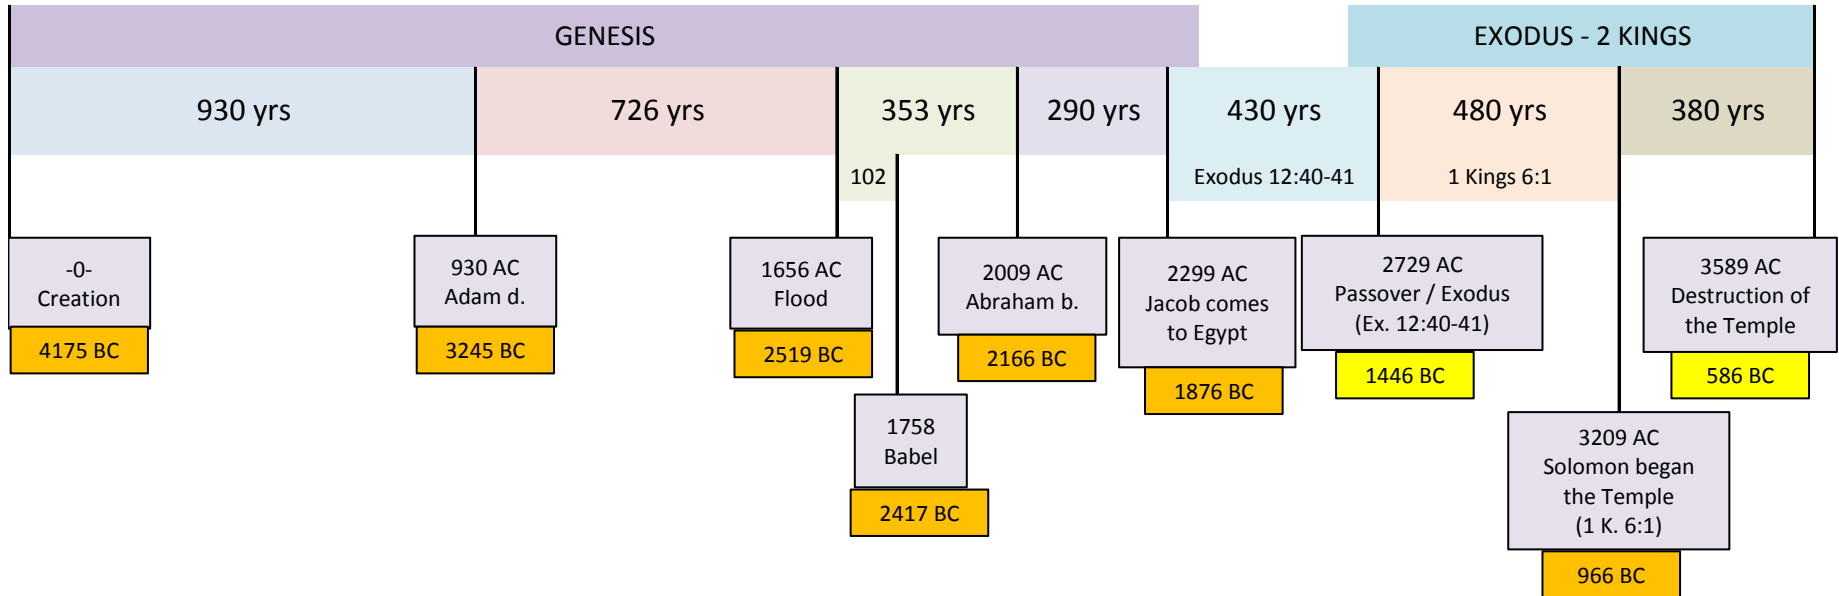 GENESIS
EXODUS - 2 KINGS
930 yrs
726 yrs
353 yrs
290 yrs
430 yrs
480 yrs
380 yrs
102
Exodus 12:40-41
1 Kings 6:1
-0-
Creation
4175 BC
930 AC
Adam d.
3245 BC
1656 AC
Flood
2519 BC
1758
Babel
2417 BC
2009 AC
Abraham b.
2166 BC
2299 AC
Jacob comes
to Egypt
1876 BC
2729 AC
Passover / Exodus
(Ex. 12:40-41)
1446 BC
3209 AC
Solomon began
the Temple
(1 K. 6:1)
966 BC
3589 AC
Destruction of
the Temple
586 BC